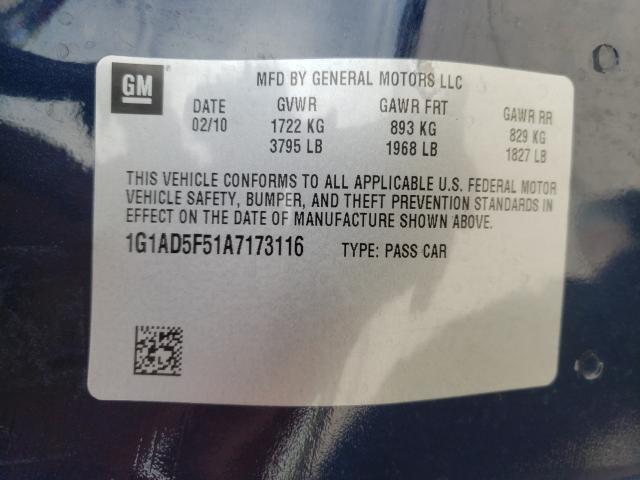 GM
MFD BY GENERAL MOTORS LLC
DATE GVWR GAWR FRT GAWR RR
02/10 1722 KG 893 KG 829 KG
3795 LB 1968 LB 1827 LB
THIS VEHICLE CONFORMS TO ALL APPLICABLE U.S. FEDERAL MOTOR
VEHICLE SAFETY, BUMPER, AND THEFT PREVENTION STANDARDS IN
EFFECT ON THE DATE OF MANUFACTURE SHOWN ABOVE.
1G1AD5F51A7173116 TYPE: PASS CAR